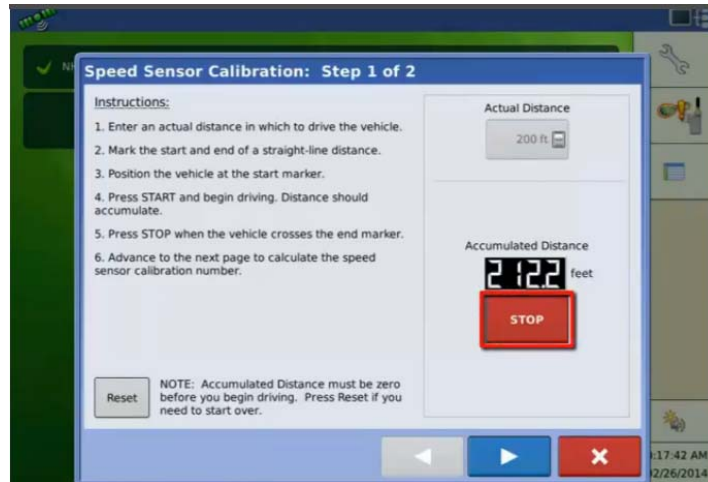 Speed Sensor Calibration: Step 1 of 2
Instructions:
1. Enter an actual distance in which to drive the vehicle.
2. Mark the start and end of a straight-line distance.
3. Position the vehicle at the start marker.
4. Press START and begin driving. Distance should
accumulate.
5. Press STOP when the vehicle crosses the end marker.
6. Advance to the next page to calculate the speed
sensor calibration number.
Reset
NOTE: Accumulated Distance must be zero
before you begin driving. Press Reset if you
need to start over.
Actual Distance
200 ft
Accumulated Distance
212.2 feet
STOP
:17:42 AM
02/26/2014